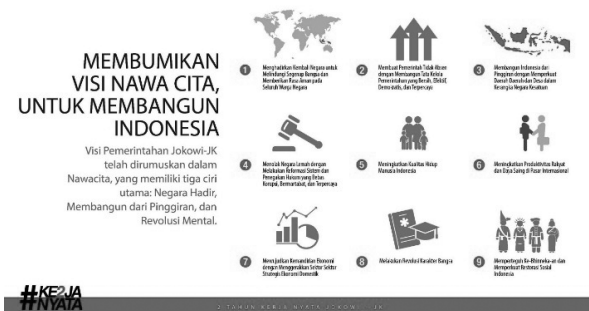 MEMBUMIKAN
VISI NAWA CITA,
UNTUK MEMBANGUN
INDONESIA
Visi Pemerintahan Jokowi-JK
telah dirumuskan dalam
Nawacita, yang memiliki tiga ciri
utama: Negara Hadir,
Membangun dari Pinggiran, dan
Revolusi Mental.
1
Menghadirkan Kembali Negara untuk
Melindungi Segenap Bangsa dan
Memberikan Rasa Aman pada
Seluruh Warga Negara
2
Membuat Pemerintah Tidak Absen
dengan Membangun Tata Kelola
Pemerintahan yang Bersih, Efektif,
Demokratis, dan Terpercaya
3
Membangun Indonesia dari
Pinggiran dengan Memperkuat
Daerah Daerah dan Desa dalam
Kerangka Negara Kesatuan
4
Menolak Negara Lemah dengan
Melakukan Reformasi Sistem dan
Penegakan Hukum yang Bebas
Korupsi, Bermartabat, dan Terpercaya
5
Meningkatkan Kualitas Hidup
Manusia Indonesia
6
Meningkatkan Produktivitas Rakyat
dan Daya Saing di Pasar Internasional
7
Mewujudkan Kemandirian Ekonomi
dengan Menggerakkan Sektor Sektor
Strategis Ekonomi Domestik
8
Melakukan Revolusi Karakter Bangsa
9
Memperteguh Ke-Bhineka-an dan
Memperkuat Restorasi Sosial
Indonesia
#KE2JA
NYATA
2 TAHUN KERJA NYATA JOKOWI - JK